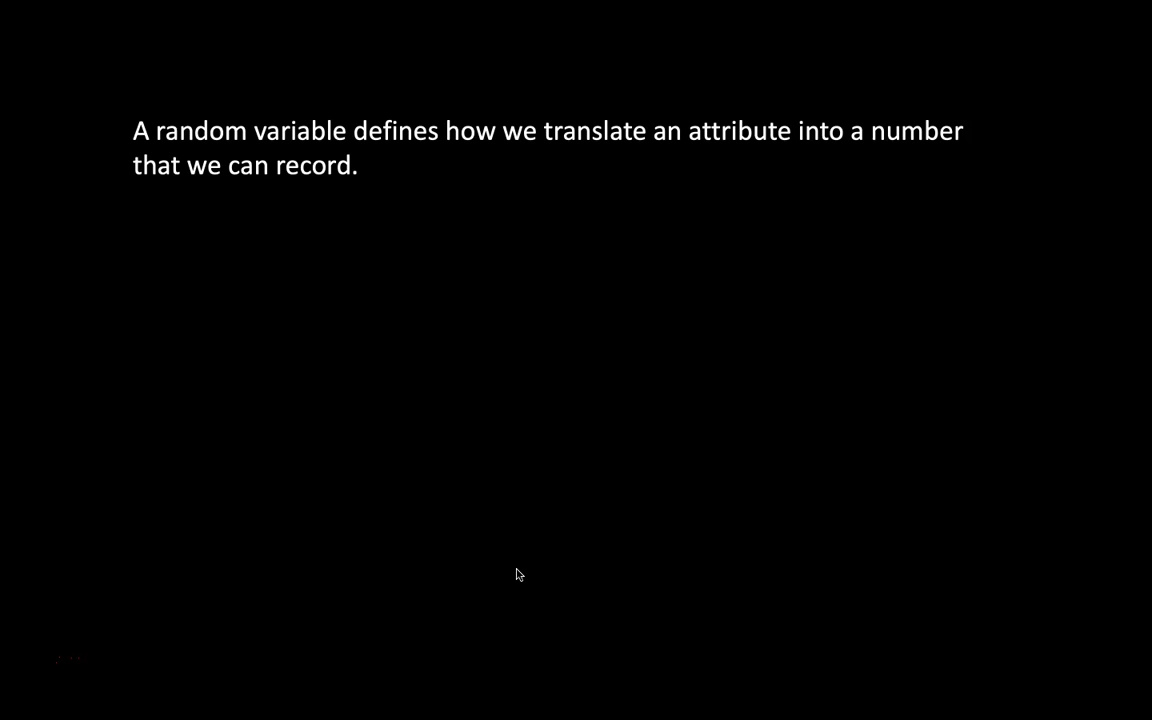 A random variable defines how we translate an attribute into a number
that we can record.